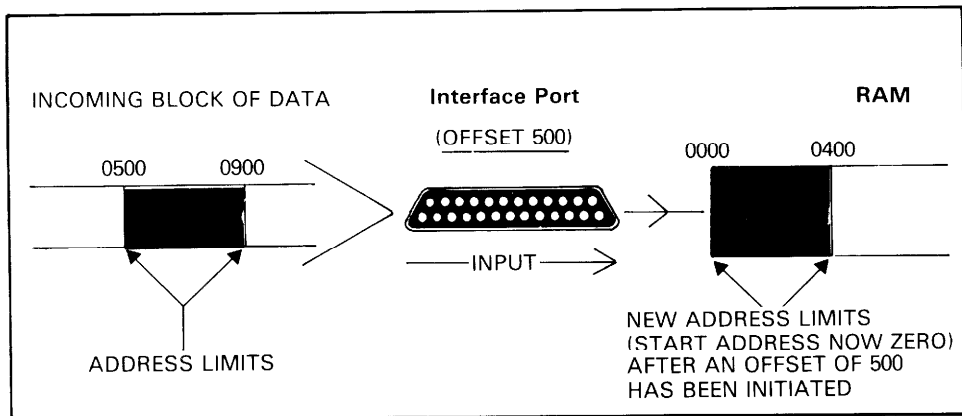 INCOMING BLOCK OF DATA
0500 0900
ADDRESS LIMITS
Interface Port
(OFFSET 500)
INPUT
RAM
0000 0400
NEW ADDRESS LIMITS
(START ADDRESS NOW ZERO)
AFTER AN OFFSET OF 500
HAS BEEN INITIATED